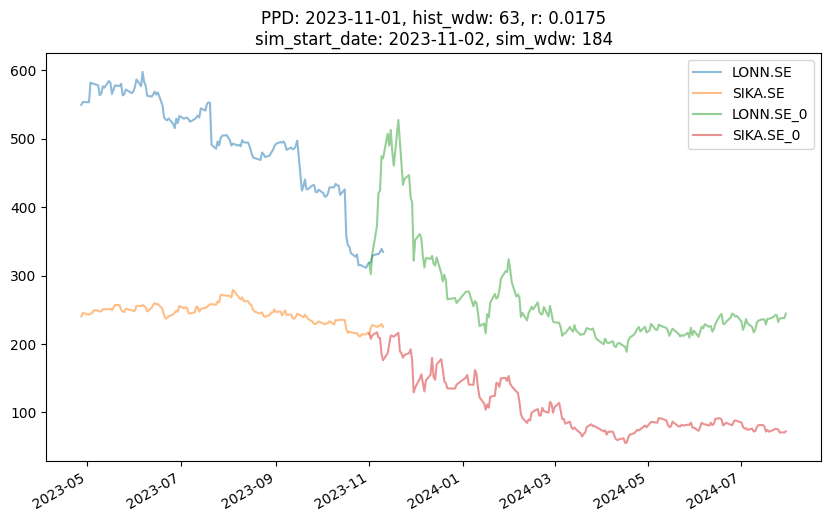 PPD: 2023-11-01, hist_wdw: 63, r: 0.0175
sim_start_date: 2023-11-02, sim_wdw: 184
LONN.SE
SIKA.SE
LONN.SE_0
SIKA.SE_0
600
500
400
300
200
100
2023-05
2023-07
2023-09
2023-11
2024-01
2024-03
2024-05
2024-07